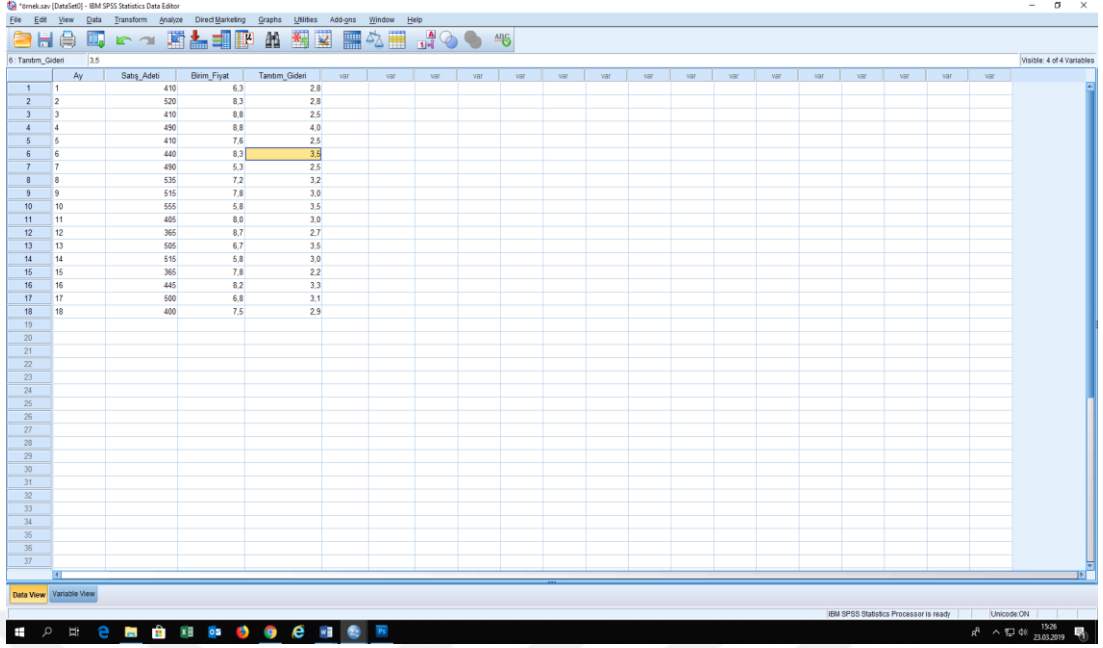 *örnek.sav [DataSet0] - IBM SPSS Statistics Data Editor
File Edit View Data Transform Analyze Direct Marketing Graphs Utilities Add-ons Window Help
6 : Tanıtım_Gideri 3,5 Visible: 4 of 4 Variables
Ay Satış_Adeti Birim_Fiyat Tanıtım_Gideri var var var var var var var var var var var var var var var var
1 1 410 6,3 2,8
2 2 520 8,3 2,8
3 3 410 8,8 2,5
4 4 490 8,8 4,0
5 5 410 7,6 2,5
6 6 440 8,3 3,5
7 7 490 5,3 2,5
8 8 535 7,2 3,2
9 9 515 7,8 3,0
10 10 555 5,8 3,5
11 11 405 8,0 3,0
12 12 365 8,7 2,7
13 13 505 6,7 3,5
14 14 515 5,8 3,0
15 15 365 7,8 2,2
16 16 445 8,2 3,3
17 17 500 6,8 3,1
18 18 400 7,5 2,9
19
20
21
22
23
24
25
26
27
28
29
30
31
32
33
34
35
36
37
Data View Variable View
IBM SPSS Statistics Processor is ready Unicode:ON
15:26
23.03.2019